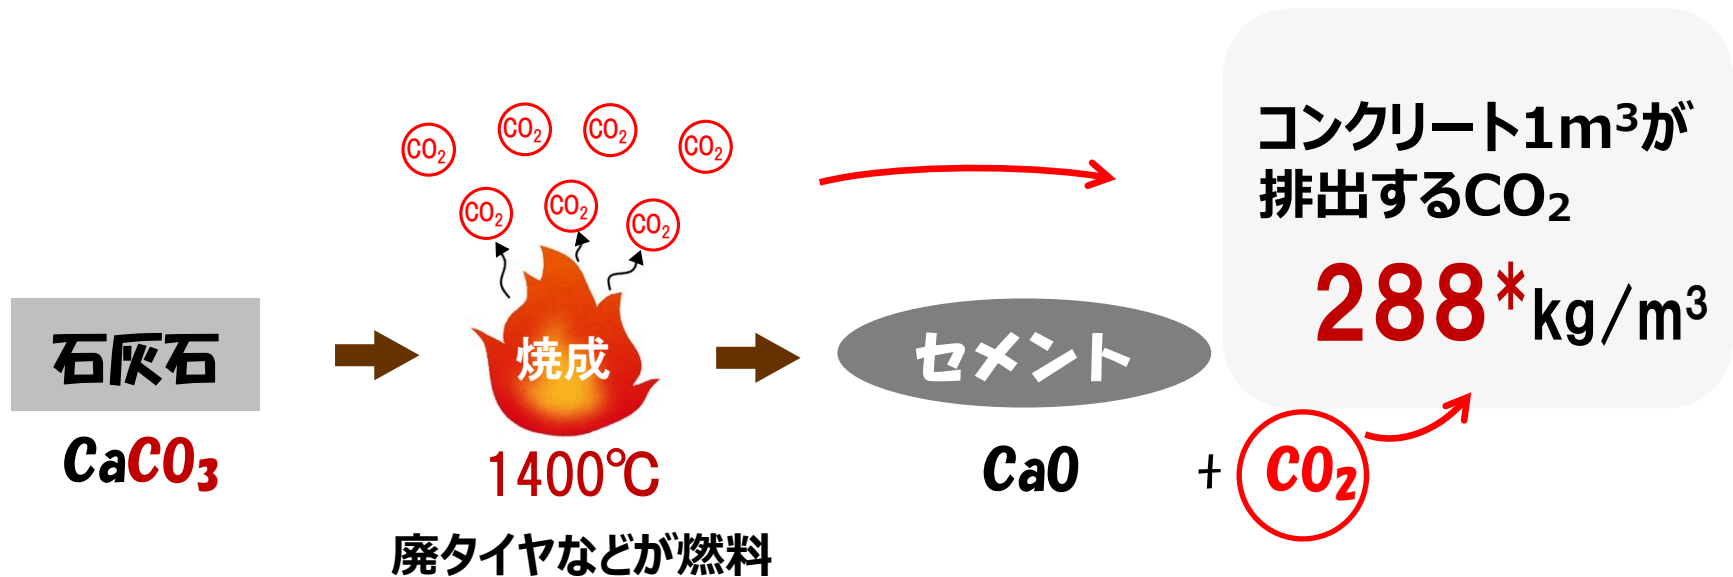 CO₂
CO₂
CO₂
CO₂
CO₂
CO₂
CO₂
コンクリート1m³が
排出するCO₂
288*kg/m³
石灰石
焼成
セメント
CaCO₃
1400℃
CaO + CO₂
廃タイヤなどが燃料